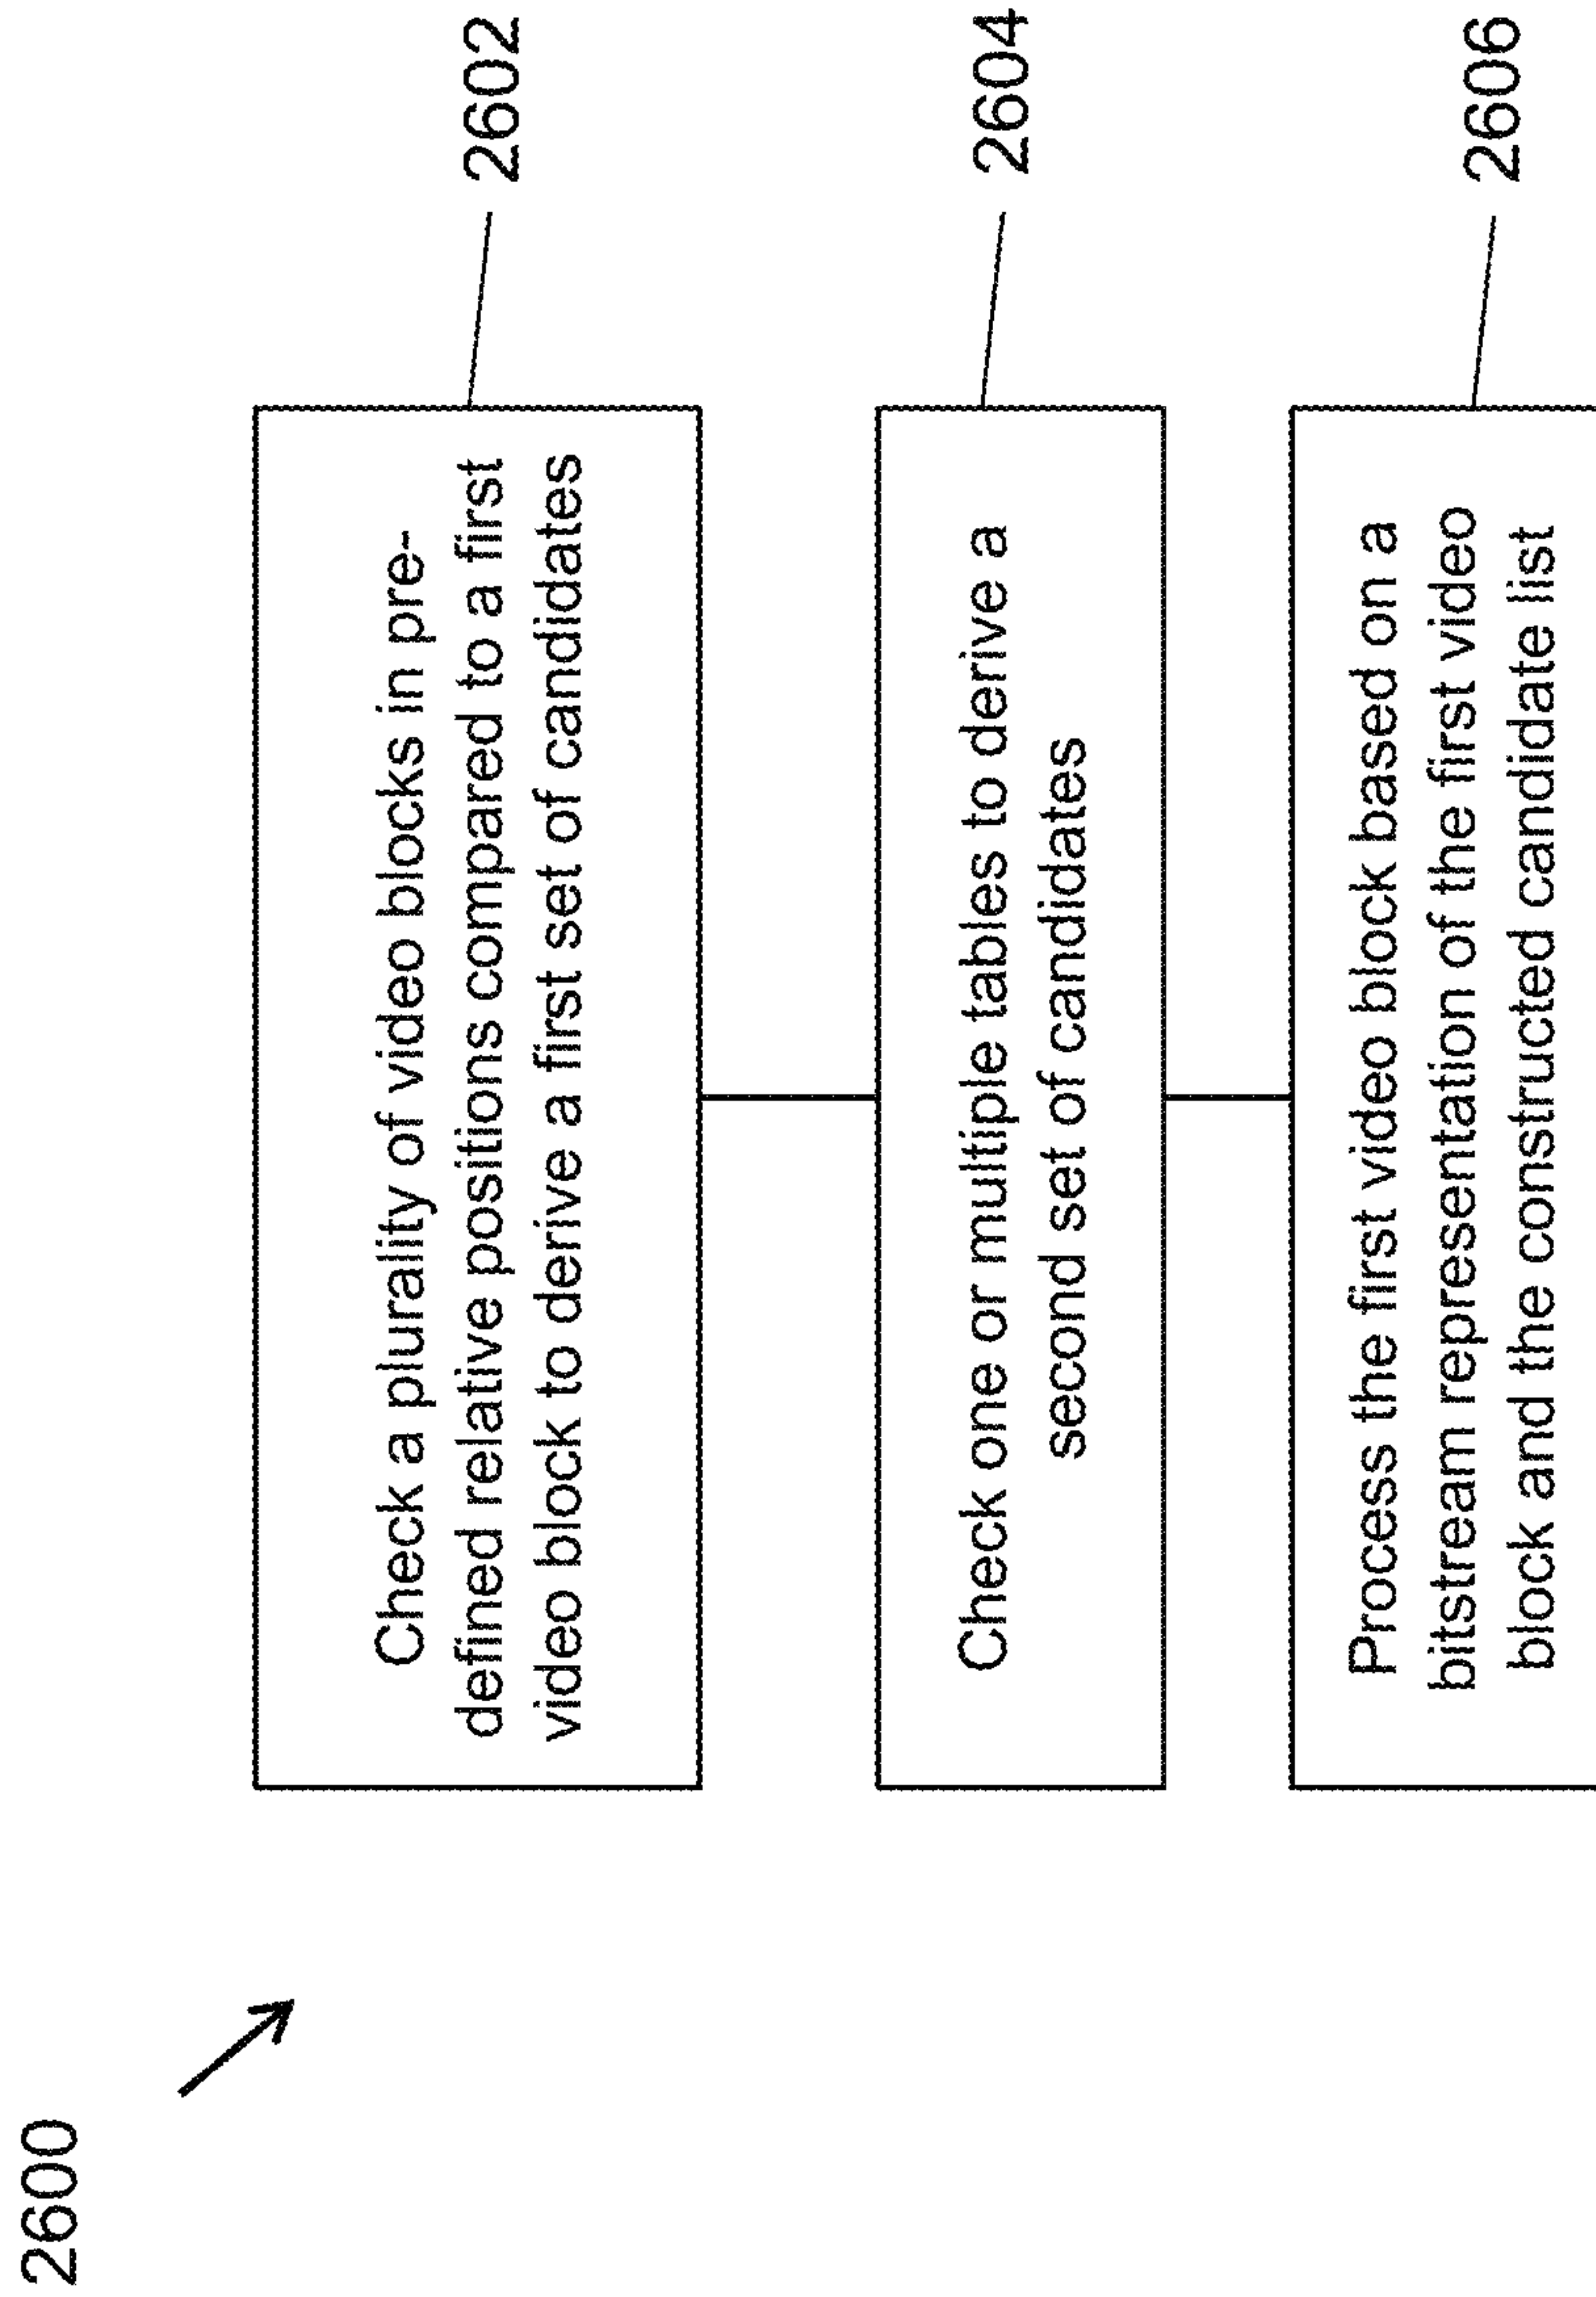 2600
Check a plurality of video blocks in pre-
defined relative positions compared to a first
video block to derive a first set of candidates
2602
Check one or multiple tables to derive a
second set of candidates
2604
Process the first video block based on a
bitstream representation of the first video
block and the constructed candidate list
2606